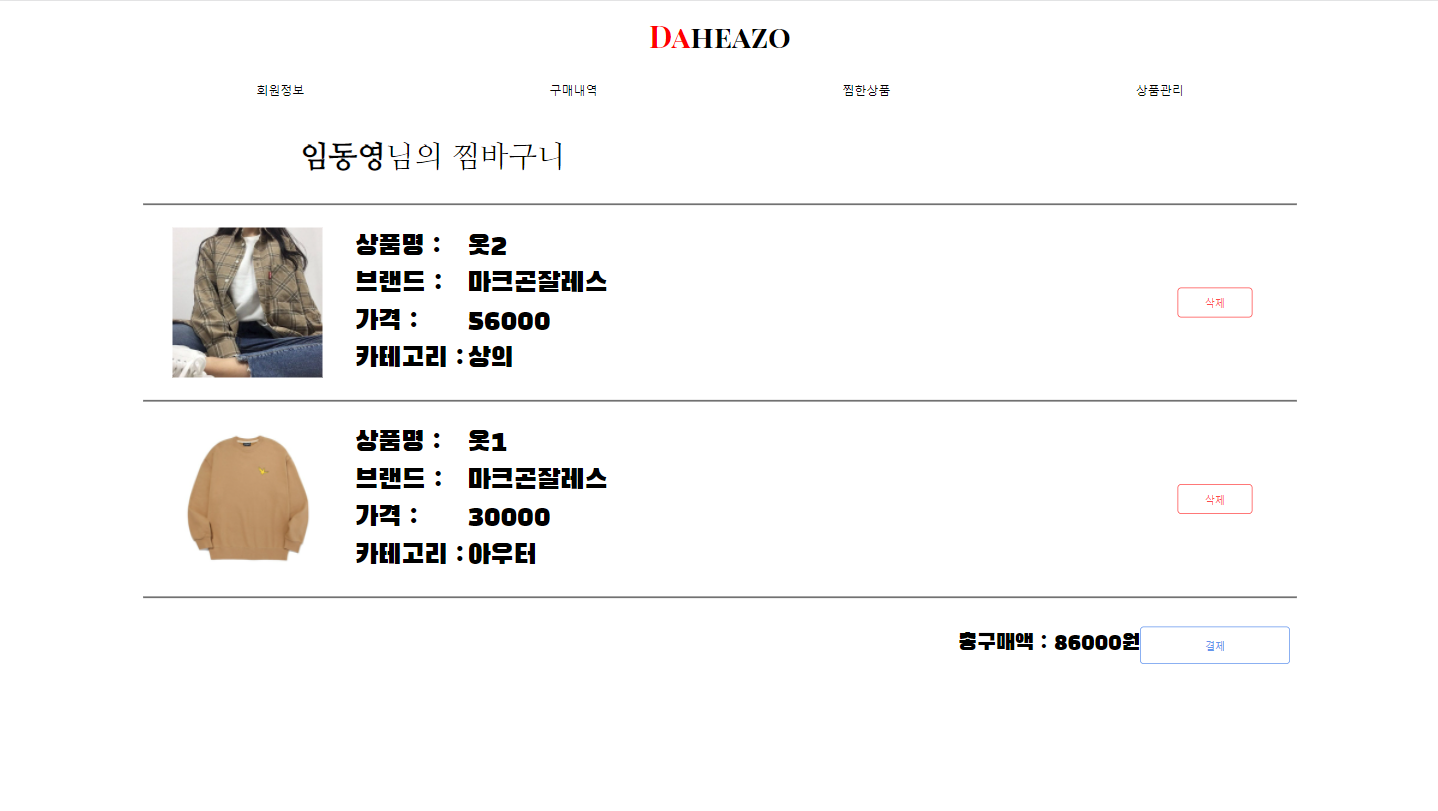 DAHEAZO
회원정보 구매내역 찜한상품 상품관리
임동영님의 찜바구니
상품명 : 옷2
브랜드 : 마크곤잘레스
가격 : 56000
카테고리 : 상의
삭제
상품명 : 옷1
브랜드 : 마크곤잘레스
가격 : 30000
카테고리 : 아우터
삭제
총구매액 : 86000원 결제